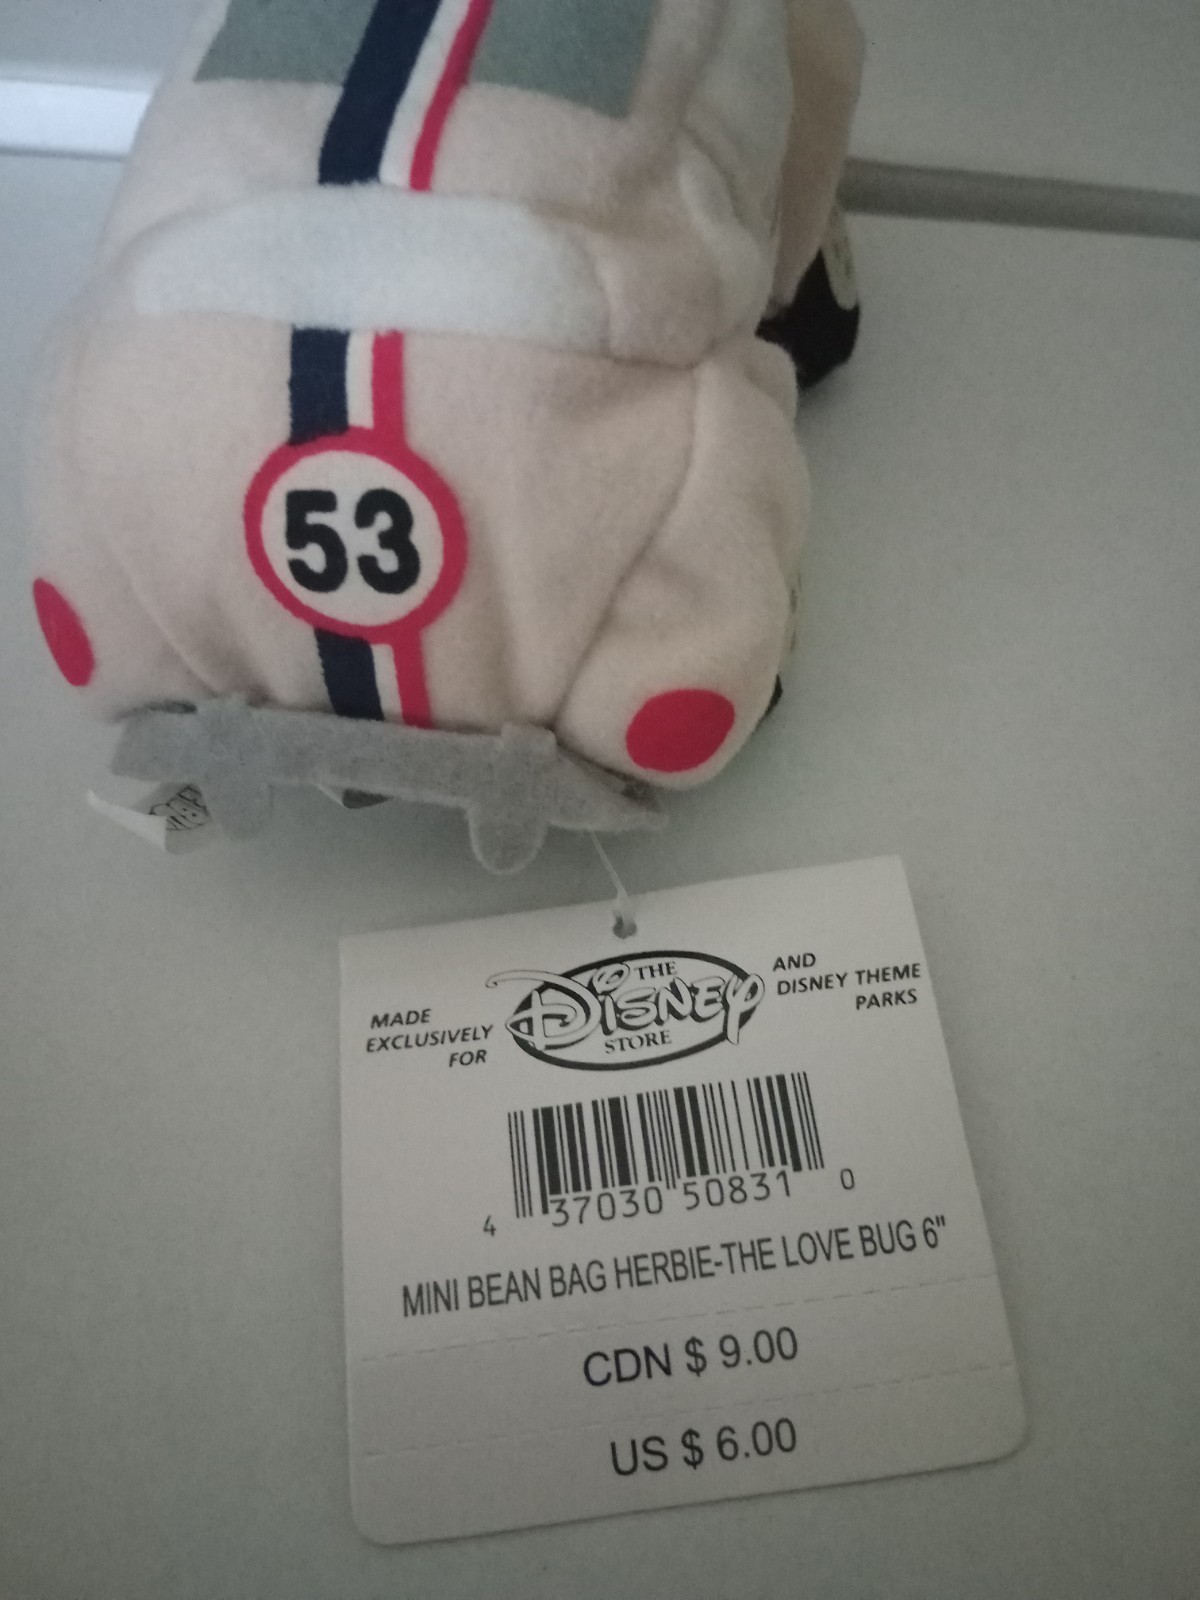 53
MADE
EXCLUSIVELY
FOR
THE
DISNEY
STORE
AND
DISNEY THEME
PARKS
4 37030 50831 0
MINI BEAN BAG HERBIE-THE LOVE BUG 6"
CDN $ 9.00
US $ 6.00